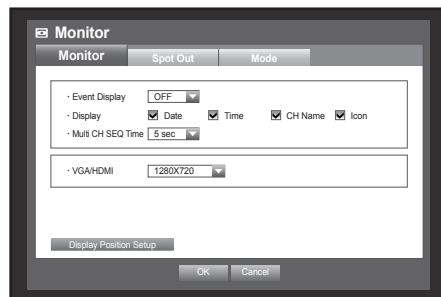 Monitor
Monitor Spot Out Mode
· Event Display OFF
· Display Date Time CH Name Icon
· Multi CH SEQ Time 5 sec
· VGA/HDMI 1280X720
Display Position Setup
OK Cancel